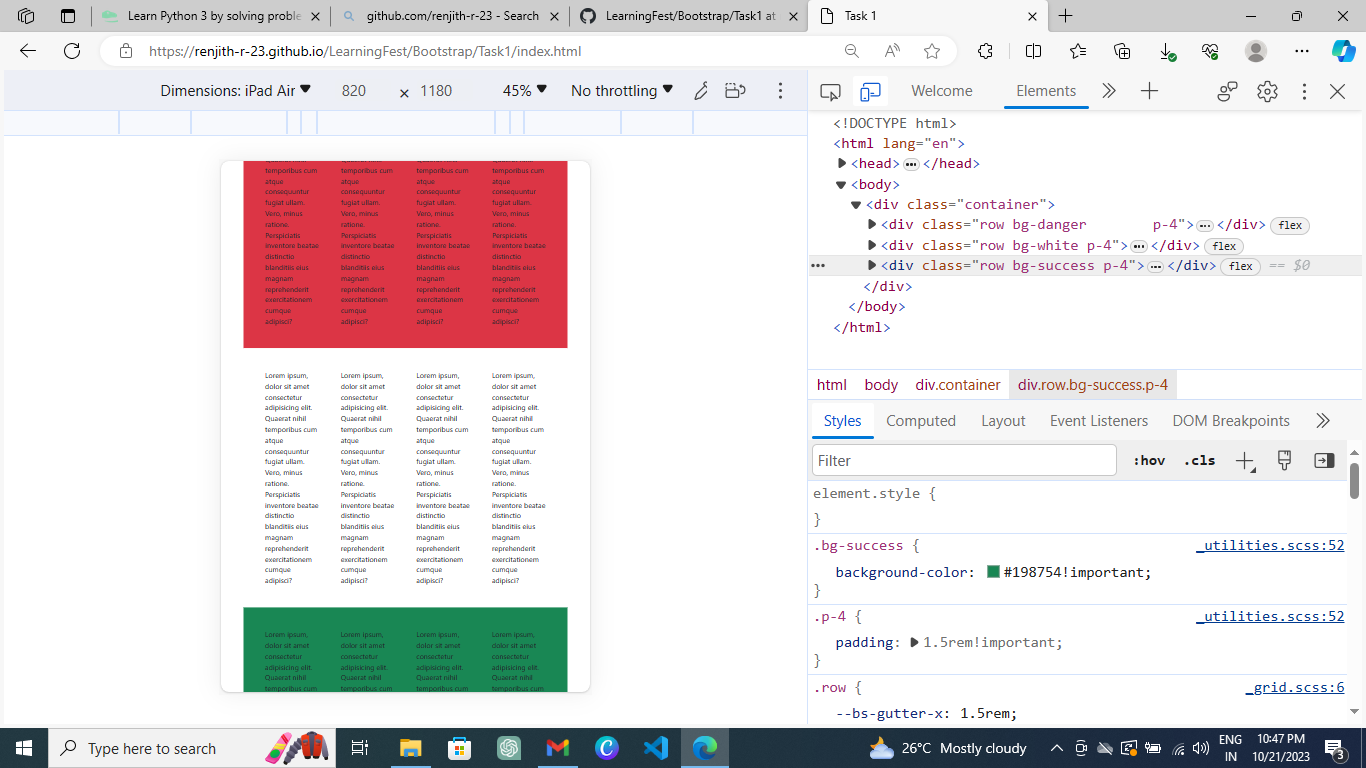 Learn Python 3 by solving proble
github.com/renjith-r-23 - Search
LearningFest/Bootstrap/Task1 at
Task 1
https://renjith-r-23.github.io/LearningFest/Bootstrap/Task1/index.html
Dimensions: iPad Air 820 × 1180 45% No throttling
Welcome Elements
<!DOCTYPE html>
<html lang="en">
<head> </head>
<body>
<div class="container">
<div class="row bg-danger p-4"> </div> flex
<div class="row bg-white p-4"> </div> flex
<div class="row bg-success p-4"> </div> flex == $0
</div>
</body>
</html>
html body div.container div.row.bg-success.p-4
Styles Computed Layout Event Listeners DOM Breakpoints
Filter :hov .cls
element.style {
}
.bg-success { _utilities.scss:52
background-color: #198754!important;
}
.p-4 { _utilities.scss:52
padding: 1.5rem!important;
}
.row { _grid.scss:6
--bs-gutter-x: 1.5rem;
temporibus cum temporibus cum temporibus cum temporibus cum
atque atque atque atque
consequuntur consequuntur consequuntur consequuntur
fugiat ullam. fugiat ullam. fugiat ullam. fugiat ullam.
Vero, minus Vero, minus Vero, minus Vero, minus
ratione. ratione. ratione. ratione.
Perspiciatis Perspiciatis Perspiciatis Perspiciatis
inventore beatae inventore beatae inventore beatae inventore beatae
distinctio distinctio distinctio distinctio
blanditiis eius blanditiis eius blanditiis eius blanditiis eius
magnam magnam magnam magnam
reprehenderit reprehenderit reprehenderit reprehenderit
exercitationem exercitationem exercitationem exercitationem
cumque cumque cumque cumque
adipisci? adipisci? adipisci? adipisci?
Lorem ipsum, Lorem ipsum, Lorem ipsum, Lorem ipsum,
dolor sit amet dolor sit amet dolor sit amet dolor sit amet
consectetur consectetur consectetur consectetur
adipisicing elit. adipisicing elit. adipisicing elit. adipisicing elit.
Quaerat nihil Quaerat nihil Quaerat nihil Quaerat nihil
temporibus cum temporibus cum temporibus cum temporibus cum
atque atque atque atque
consequuntur consequuntur consequuntur consequuntur
fugiat ullam. fugiat ullam. fugiat ullam. fugiat ullam.
Vero, minus Vero, minus Vero, minus Vero, minus
ratione. ratione. ratione. ratione.
Perspiciatis Perspiciatis Perspiciatis Perspiciatis
inventore beatae inventore beatae inventore beatae inventore beatae
distinctio distinctio distinctio distinctio
blanditiis eius blanditiis eius blanditiis eius blanditiis eius
magnam magnam magnam magnam
reprehenderit reprehenderit reprehenderit reprehenderit
exercitationem exercitationem exercitationem exercitationem
cumque cumque cumque cumque
adipisci? adipisci? adipisci? adipisci?
Lorem ipsum, Lorem ipsum, Lorem ipsum, Lorem ipsum,
dolor sit amet dolor sit amet dolor sit amet dolor sit amet
consectetur consectetur consectetur consectetur
adipisicing elit. adipisicing elit. adipisicing elit. adipisicing elit.
Quaerat nihil Quaerat nihil Quaerat nihil Quaerat nihil
temporibus cum temporibus cum temporibus cum temporibus cum
Type here to search
26°C Mostly cloudy
ENG
IN
10:47 PM
10/21/2023
3